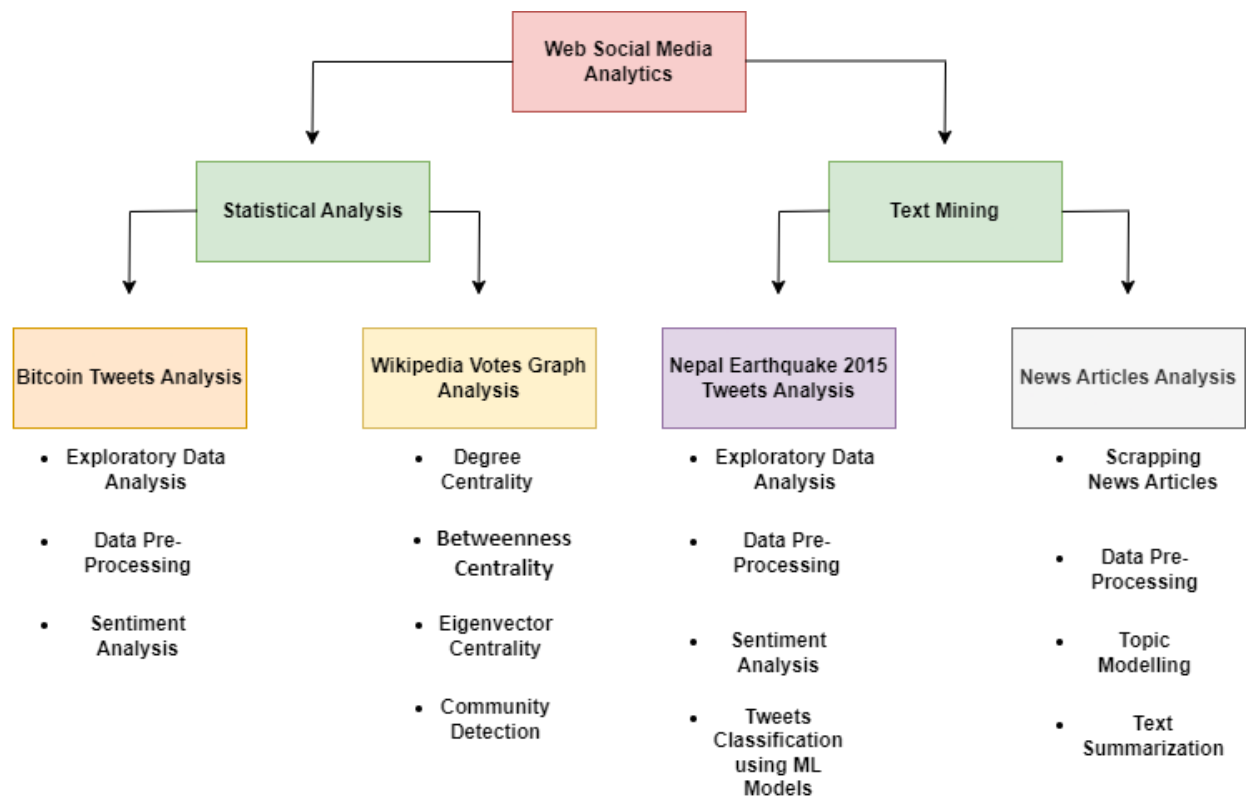 Web Social Media
Analytics
Statistical Analysis
Text Mining
Bitcoin Tweets Analysis
Wikipedia Votes Graph
Analysis
Nepal Earthquake 2015
Tweets Analysis
News Articles Analysis
• Exploratory Data
Analysis
• Data Pre-
Processing
• Sentiment
Analysis
• Degree
Centrality
• Betweenness
Centrality
• Eigenvector
Centrality
• Community
Detection
• Exploratory Data
Analysis
• Data Pre-
Processing
• Sentiment
Analysis
• Tweets
Classification
using ML
Models
• Scrapping
News Articles
• Data Pre-
Processing
• Topic
Modelling
• Text
Summarization